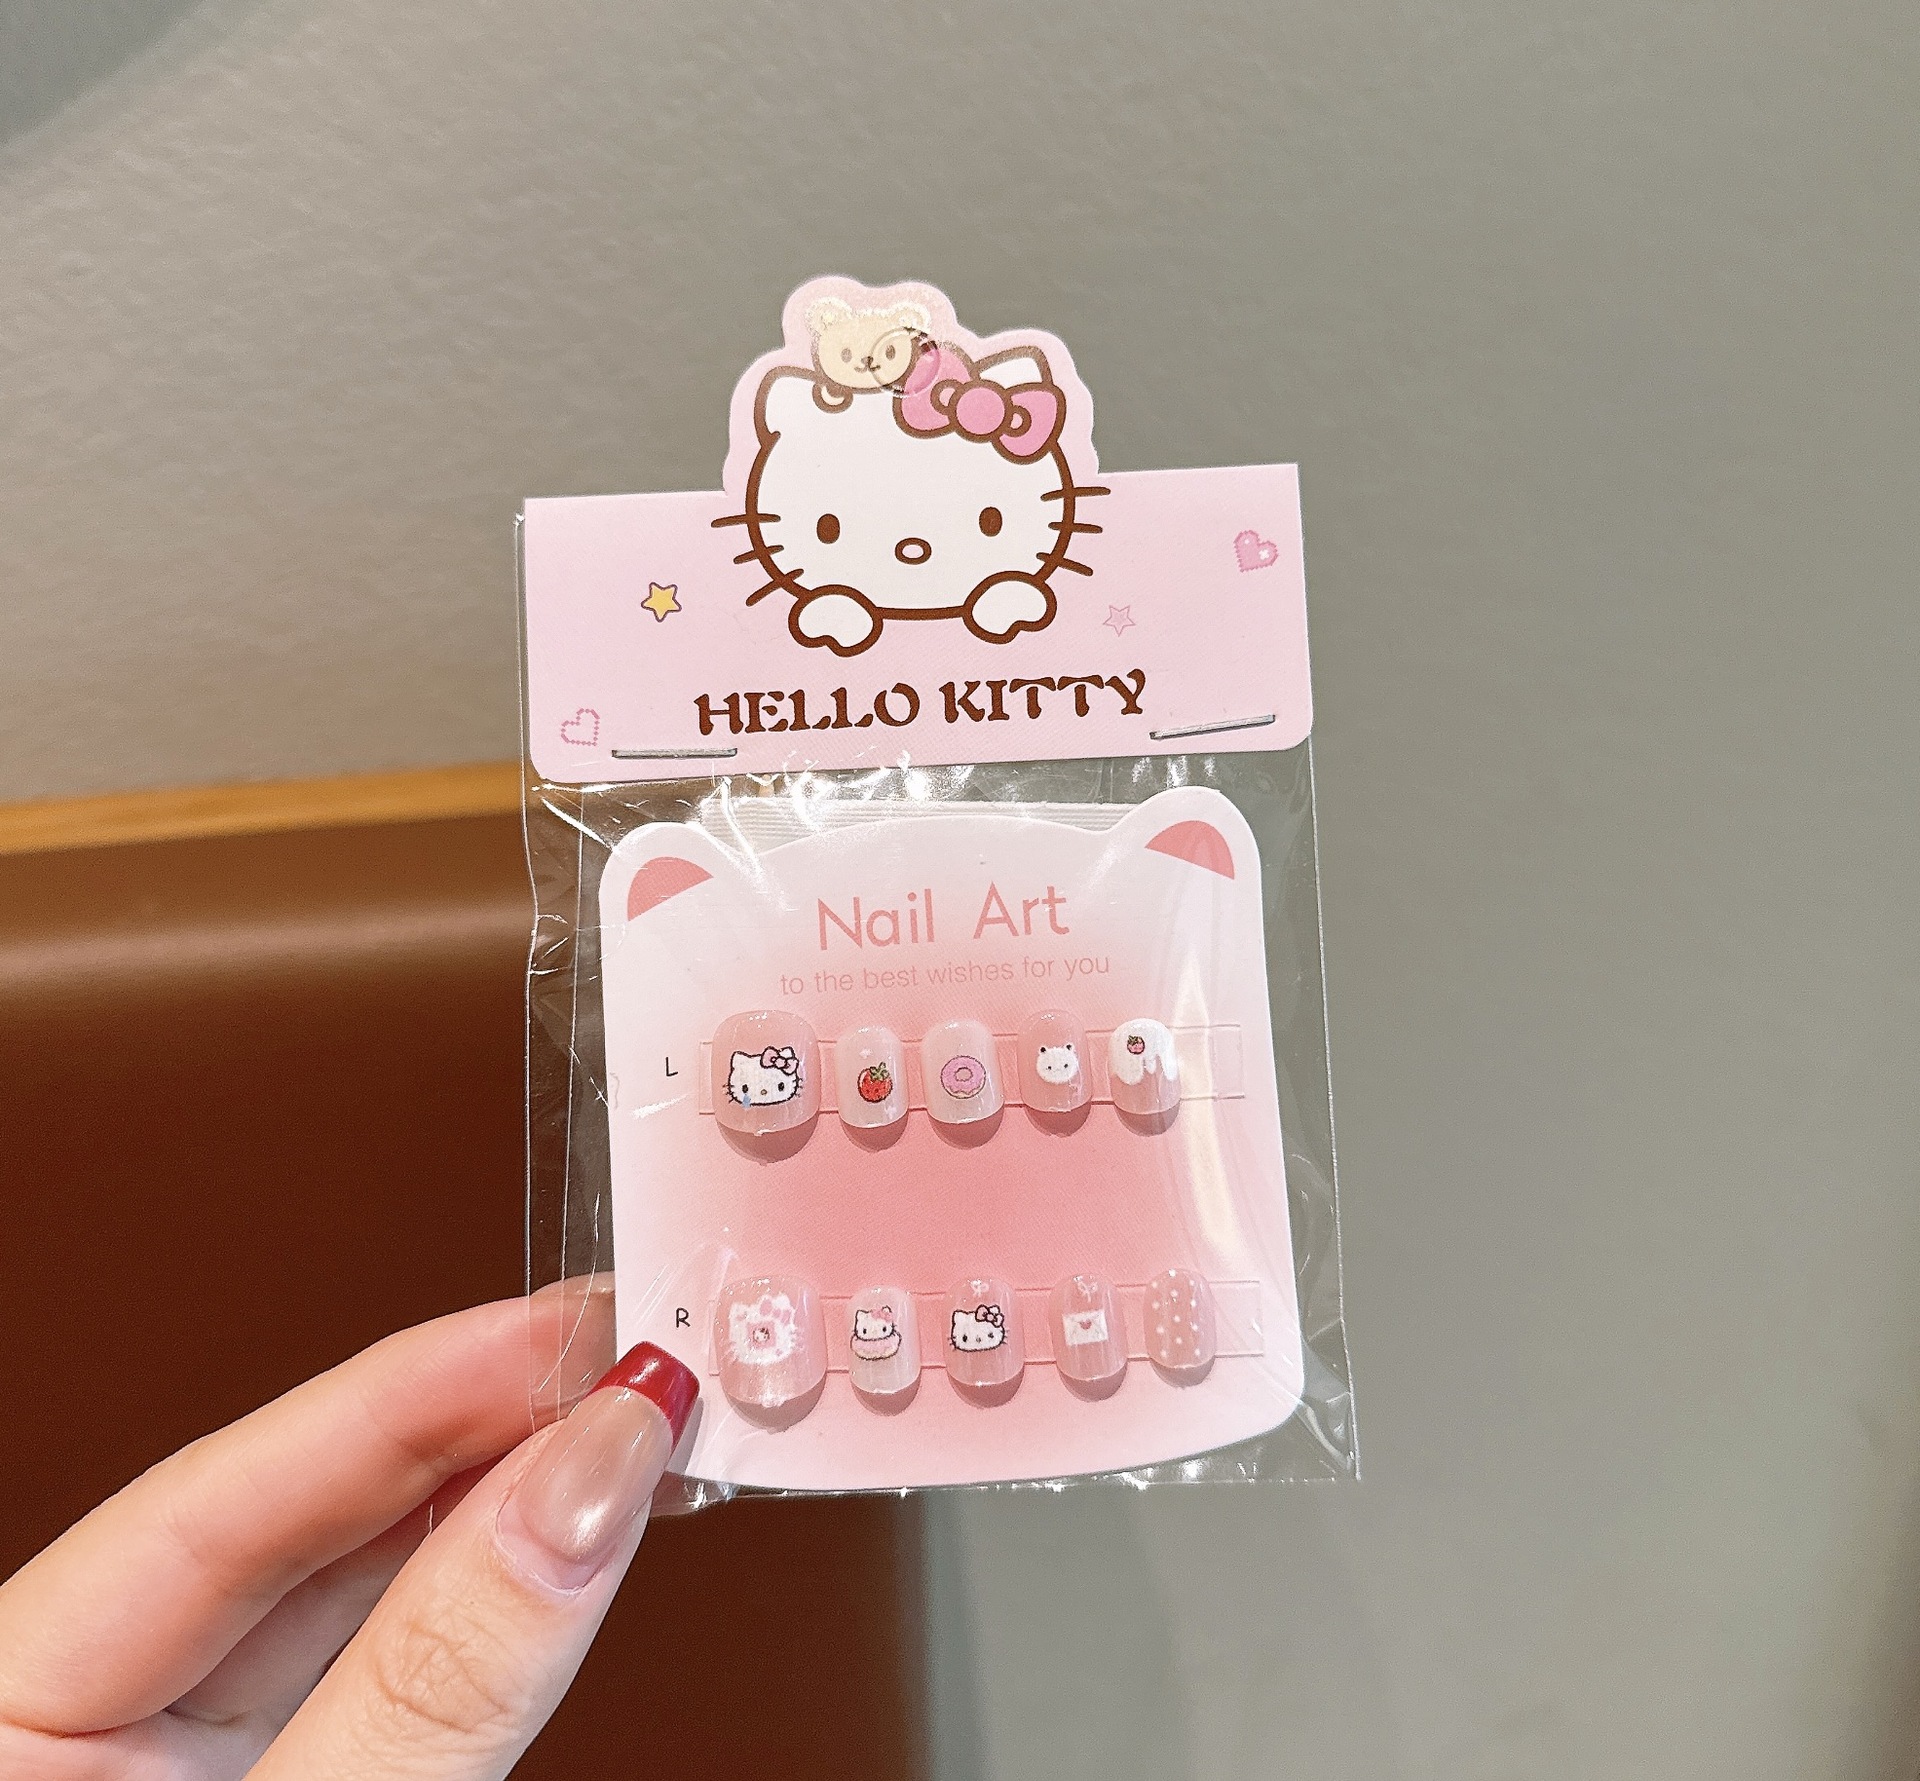 HELLO KITTY
Nail Art
to the best wishes for you
L
R